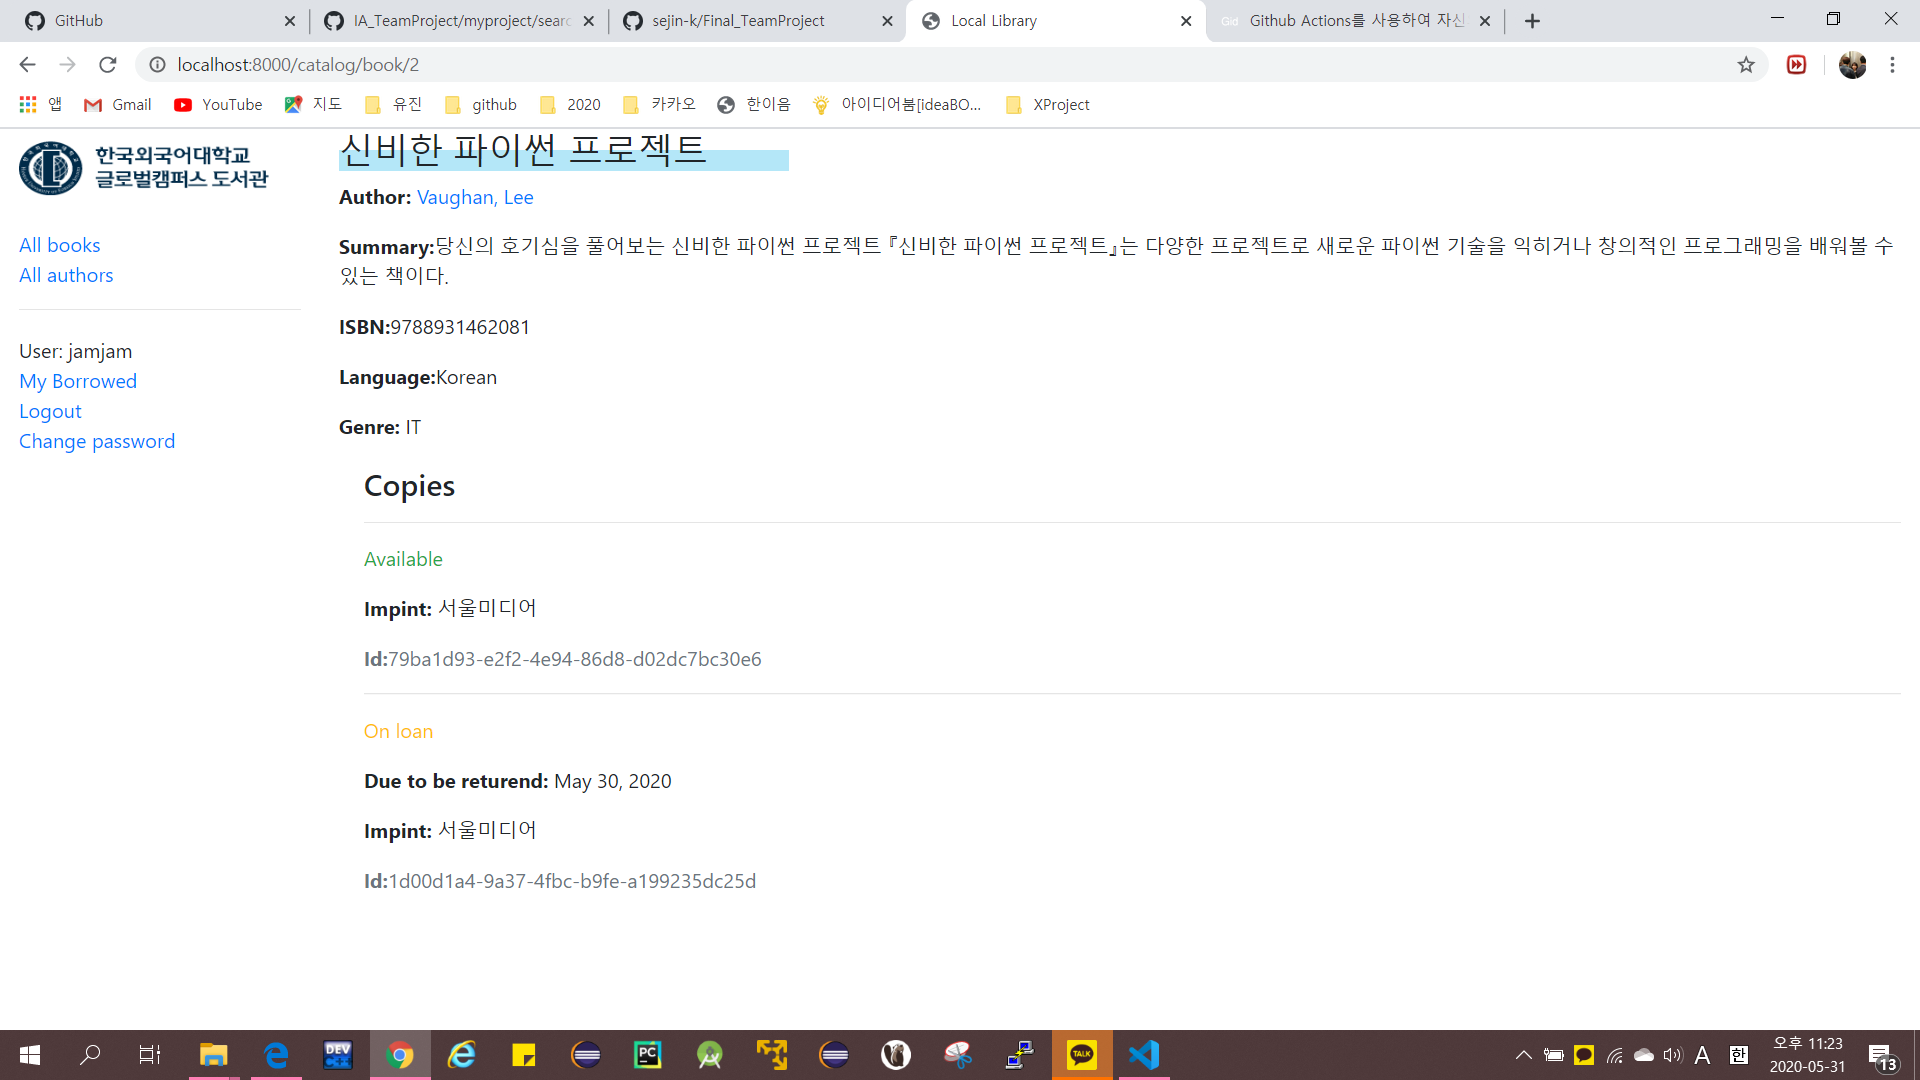 GitHub
IA_TeamProject/myproject/searc
sejin-k/Final_TeamProject
Local Library
Github Actions를 사용하여 자신
localhost:8000/catalog/book/2
앱
Gmail
YouTube
지도
유진
github
2020
카카오
한이음
아이디어봄[ideaBO...
XProject
한국외국어대학교
글로벌캠퍼스 도서관
All books
All authors
User: jamjam
My Borrowed
Logout
Change password
신비한 파이썬 프로젝트
Author: Vaughan, Lee
Summary:당신의 호기심을 풀어보는 신비한 파이썬 프로젝트 『신비한 파이썬 프로젝트』는 다양한 프로젝트로 새로운 파이썬 기술을 익히거나 창의적인 프로그래밍을 배워볼 수
있는 책이다.
ISBN:9788931462081
Language:Korean
Genre: IT
Copies
Available
Impint: 서울미디어
Id:79ba1d93-e2f2-4e94-86d8-d02dc7bc30e6
On loan
Due to be returend: May 30, 2020
Impint: 서울미디어
Id:1d00d1a4-9a37-4fbc-b9fe-a199235dc25d
DEV
PC
TALK
A
한
오후 11:23
2020-05-31
13